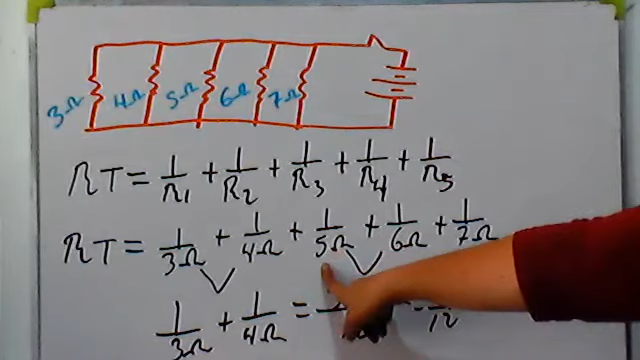 3Ω 4Ω 5Ω 6Ω 7Ω
RT = 1/R1 + 1/R2 + 1/R3 + 1/R4 + 1/R5
RT = 1/3Ω + 1/4Ω + 1/5Ω + 1/6Ω + 1/7Ω
1/3Ω + 1/4Ω =
12